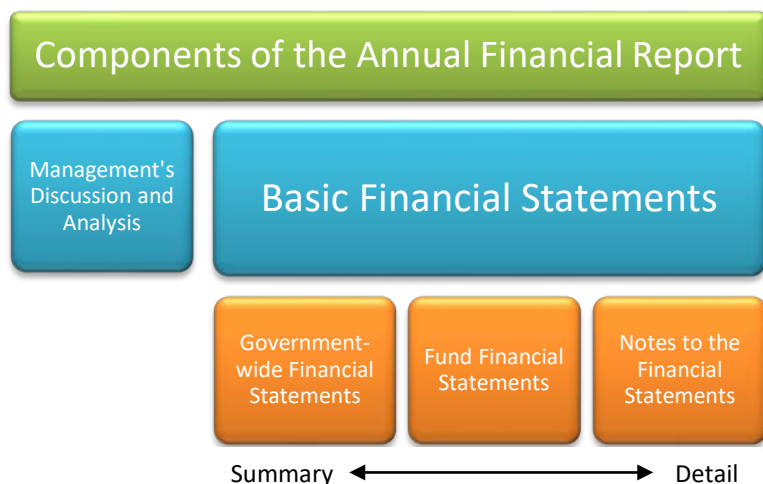 Components of the Annual Financial Report
Management's
Discussion and
Analysis
Basic Financial Statements
Government-
wide Financial
Statements
Fund Financial
Statements
Notes to the
Financial
Statements
Summary
Detail